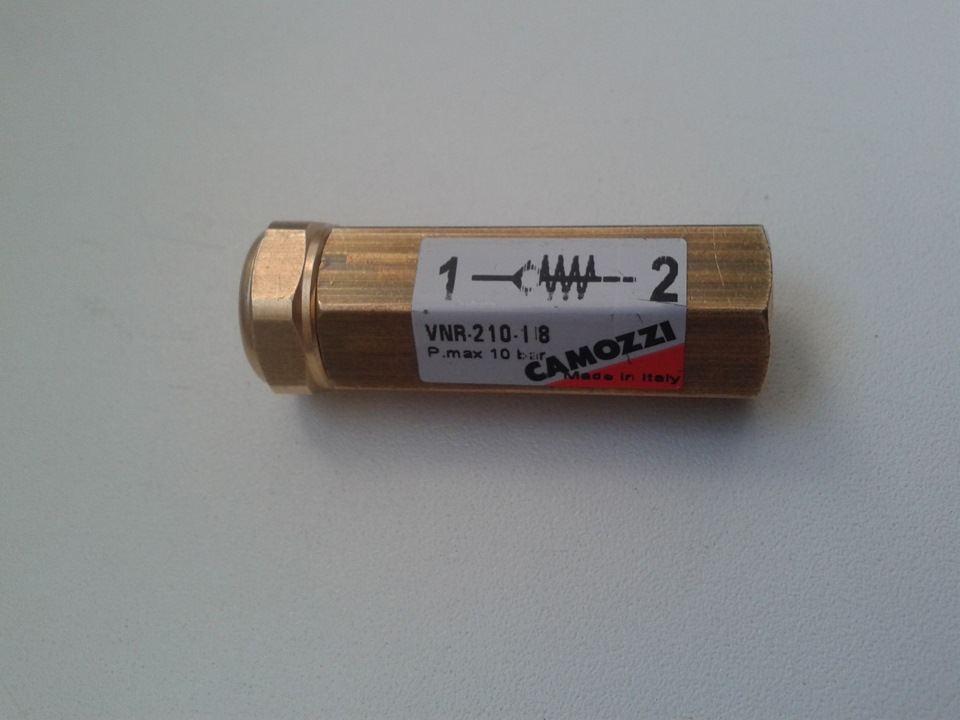 1 2
VNR-210-1/8
P.max 10 bar
CAMOZZI
Made in Italy